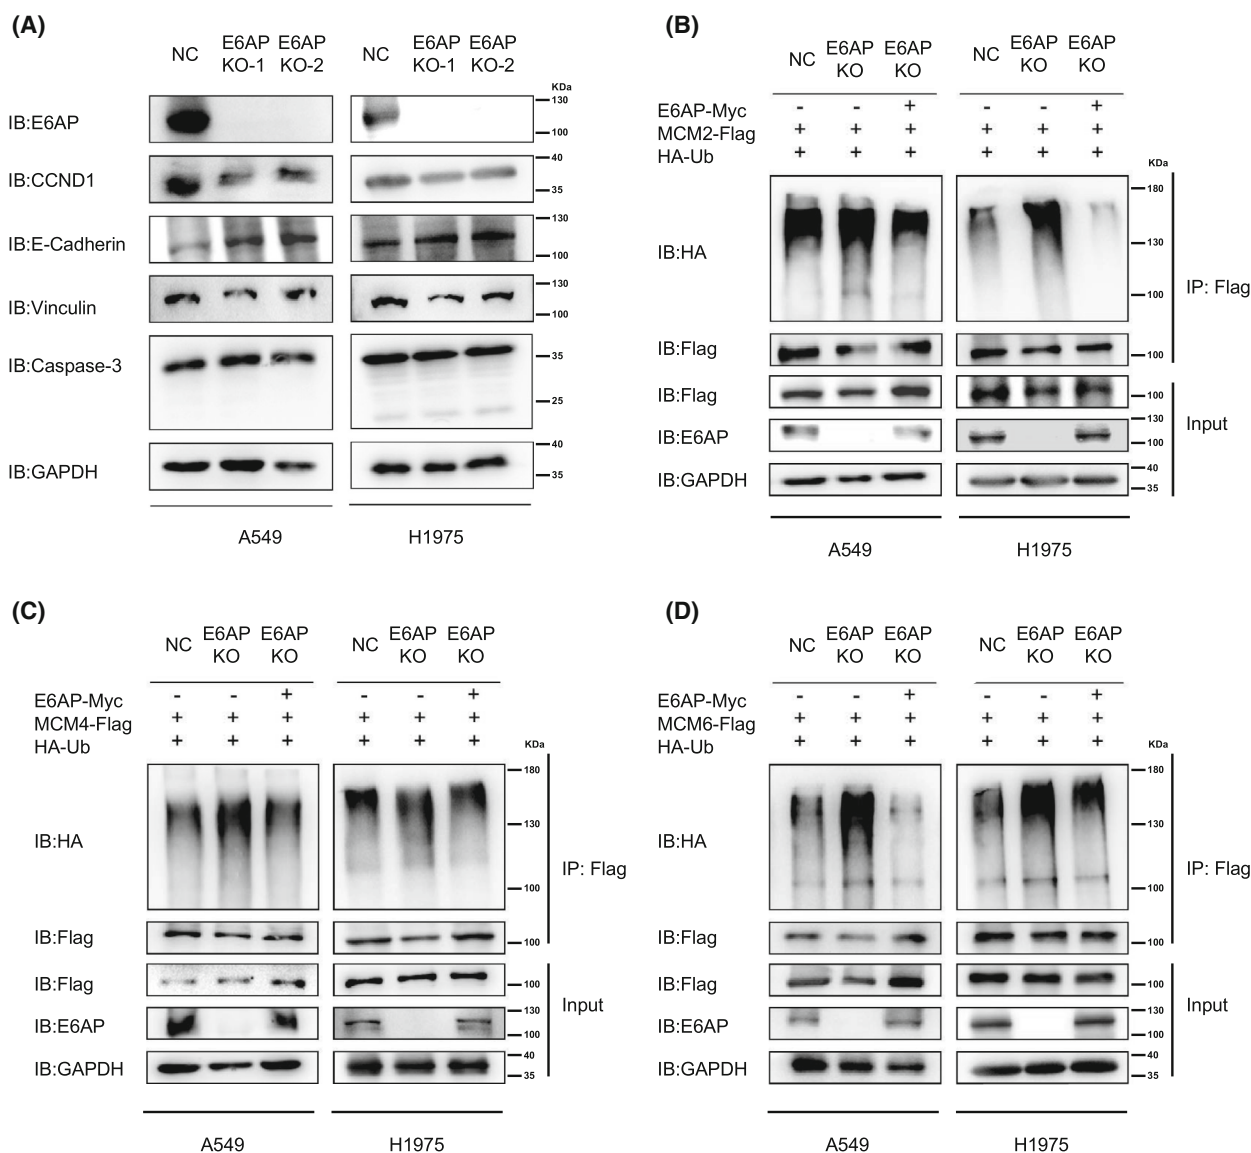 (A)
NC E6AP KO-1 E6AP KO-2 NC E6AP KO-1 E6AP KO-2
KDa
IB:E6AP 130 100
IB:CCND1 40 35
IB:E-Cadherin 130 100
IB:Vinculin 130 100
IB:Caspase-3 35 25
IB:GAPDH 40 35
A549 H1975
(B)
NC E6AP KO E6AP KO NC E6AP KO E6AP KO
E6AP-Myc - - + - - +
MCM2-Flag + + + + + +
HA-Ub + + + + + +
KDa
IB:HA 180 130 100
IP: Flag
IB:Flag 100
IB:Flag 100
IB:E6AP 130 100
Input
IB:GAPDH 40 35
A549 H1975
(C)
NC E6AP KO E6AP KO NC E6AP KO E6AP KO
E6AP-Myc - - + - - +
MCM4-Flag + + + + + +
HA-Ub + + + + + +
KDa
IB:HA 180 130 100
IP: Flag
IB:Flag 100
IB:Flag 100
IB:E6AP 130 100
Input
IB:GAPDH 40 35
A549 H1975
(D)
NC E6AP KO E6AP KO NC E6AP KO E6AP KO
E6AP-Myc - - + - - +
MCM6-Flag + + + + + +
HA-Ub + + + + + +
KDa
IB:HA 180 130 100
IP: Flag
IB:Flag 100
IB:Flag 100
IB:E6AP 130 100
Input
IB:GAPDH 40 35
A549 H1975